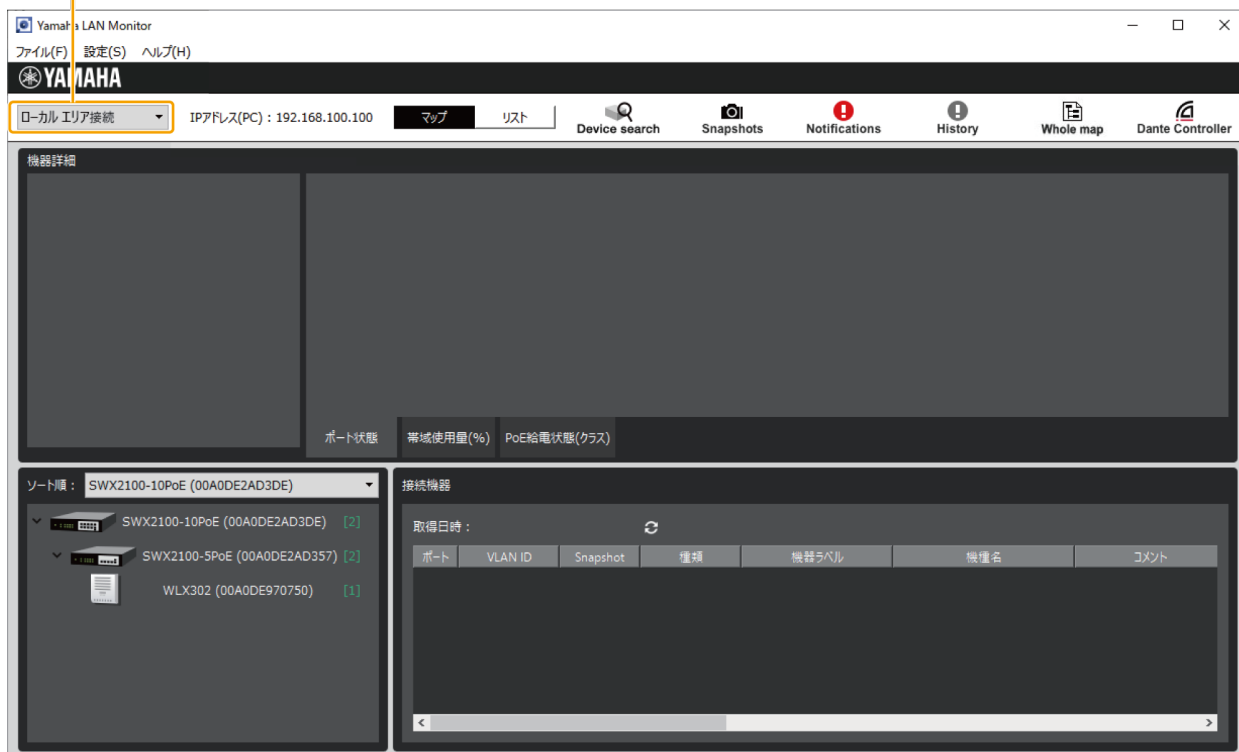 Yamaha LAN Monitor
ファイル(F) 設定(S) ヘルプ(H)
YAMAHA
ローカル エリア接続 IPアドレス(PC) : 192.168.100.100 マップ リスト Device search Snapshots Notifications History Whole map Dante Controller
機器詳細
ポート状態 帯域使用量(%) PoE給電状態(クラス)
ソート順 : SWX2100-10PoE (00A0DE2AD3DE)
SWX2100-10PoE (00A0DE2AD3DE) [2]
SWX2100-5PoE (00A0DE2AD357) [2]
WLX302 (00A0DE970750) [1]
接続機器
取得日時 :
ポート VLAN ID Snapshot 種類 機器ラベル 機種名 コメント